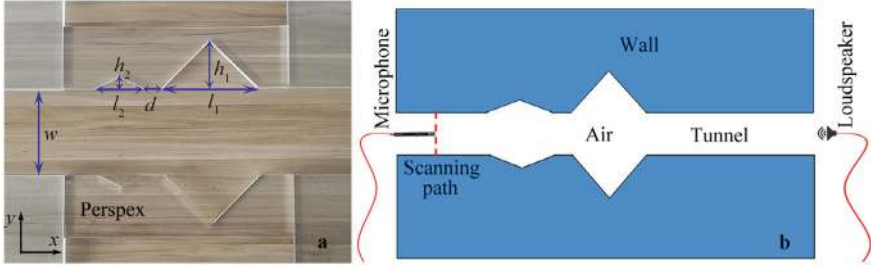 h2
h1
l2
d
l1
w
Perspex
y
x
a
Microphone
Wall
Loudspeaker
Air
Tunnel
Scanning
path
b